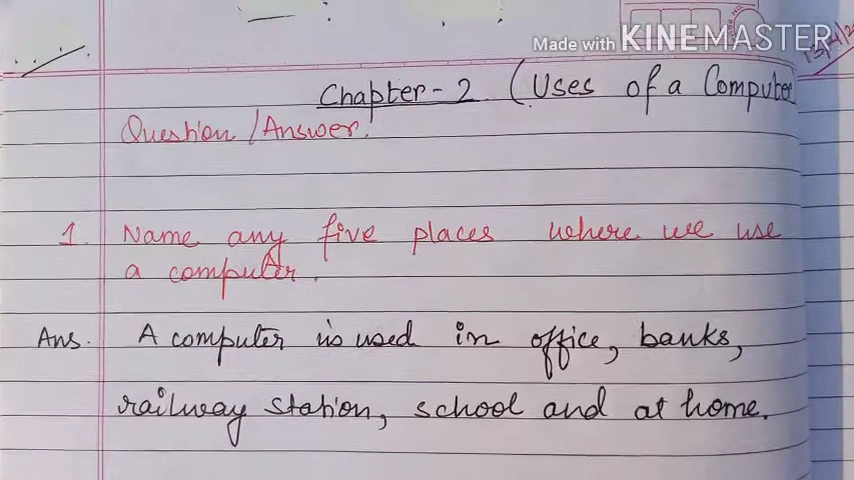 Made with KINEMASTER
Chapter - 2 (Uses of a Computer
Question/Answer.
1. Name any five places where we use
a computer.
Ans. A computer is used in office, banks,
railway station, school and at home.